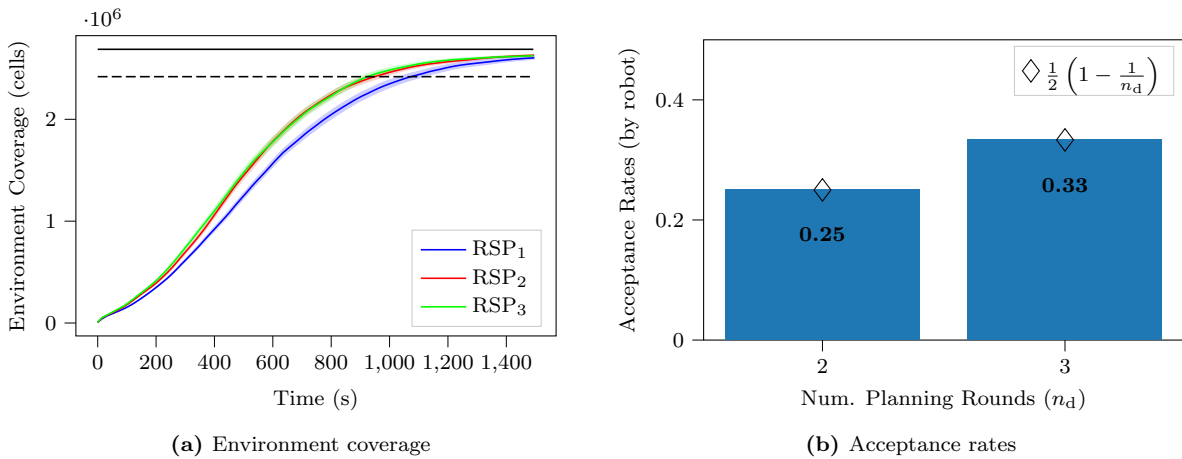 ·10⁶
Environment Coverage (cells)
2
1
0
0 200 400 600 800 1,000 1,200 1,400
Time (s)
RSP₁
RSP₂
RSP₃
(a) Environment coverage
Acceptance Rates (by robot)
0.4
0.2
0
1/2 (1 − 1/n_d)
0.25
0.33
2 3
Num. Planning Rounds (n_d)
(b) Acceptance rates